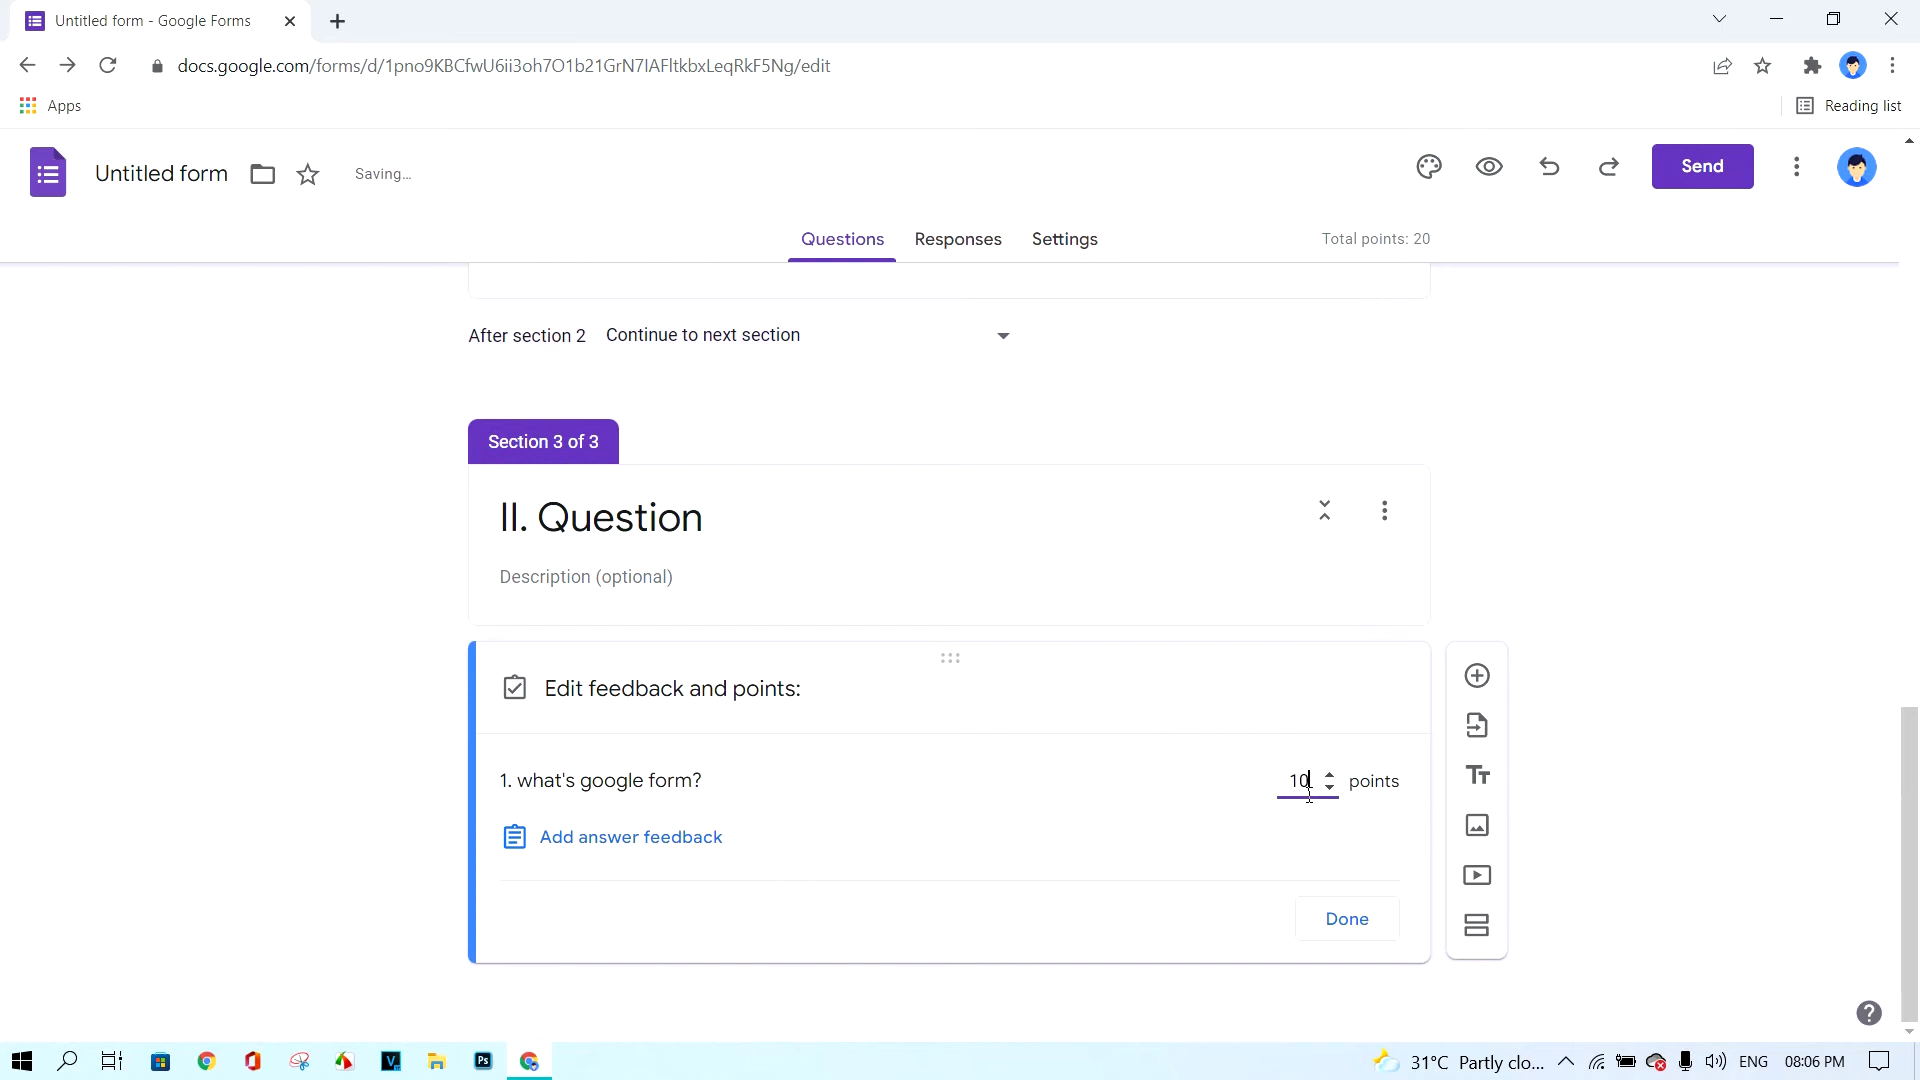 Untitled form - Google Forms
docs.google.com/forms/d/1pno9KBCfwU6ii3oh7O1b21GrN7IAFltkbxLeqRkF5Ng/edit
Apps
Reading list
Untitled form
Saving...
Send
Questions
Responses
Settings
Total points: 20
After section 2
Continue to next section
Section 3 of 3
II. Question
Description (optional)
Edit feedback and points:
1. what's google form?
10
points
Add answer feedback
Done
Tt
V
Ps
31°C Partly clo...
ENG
08:06 PM